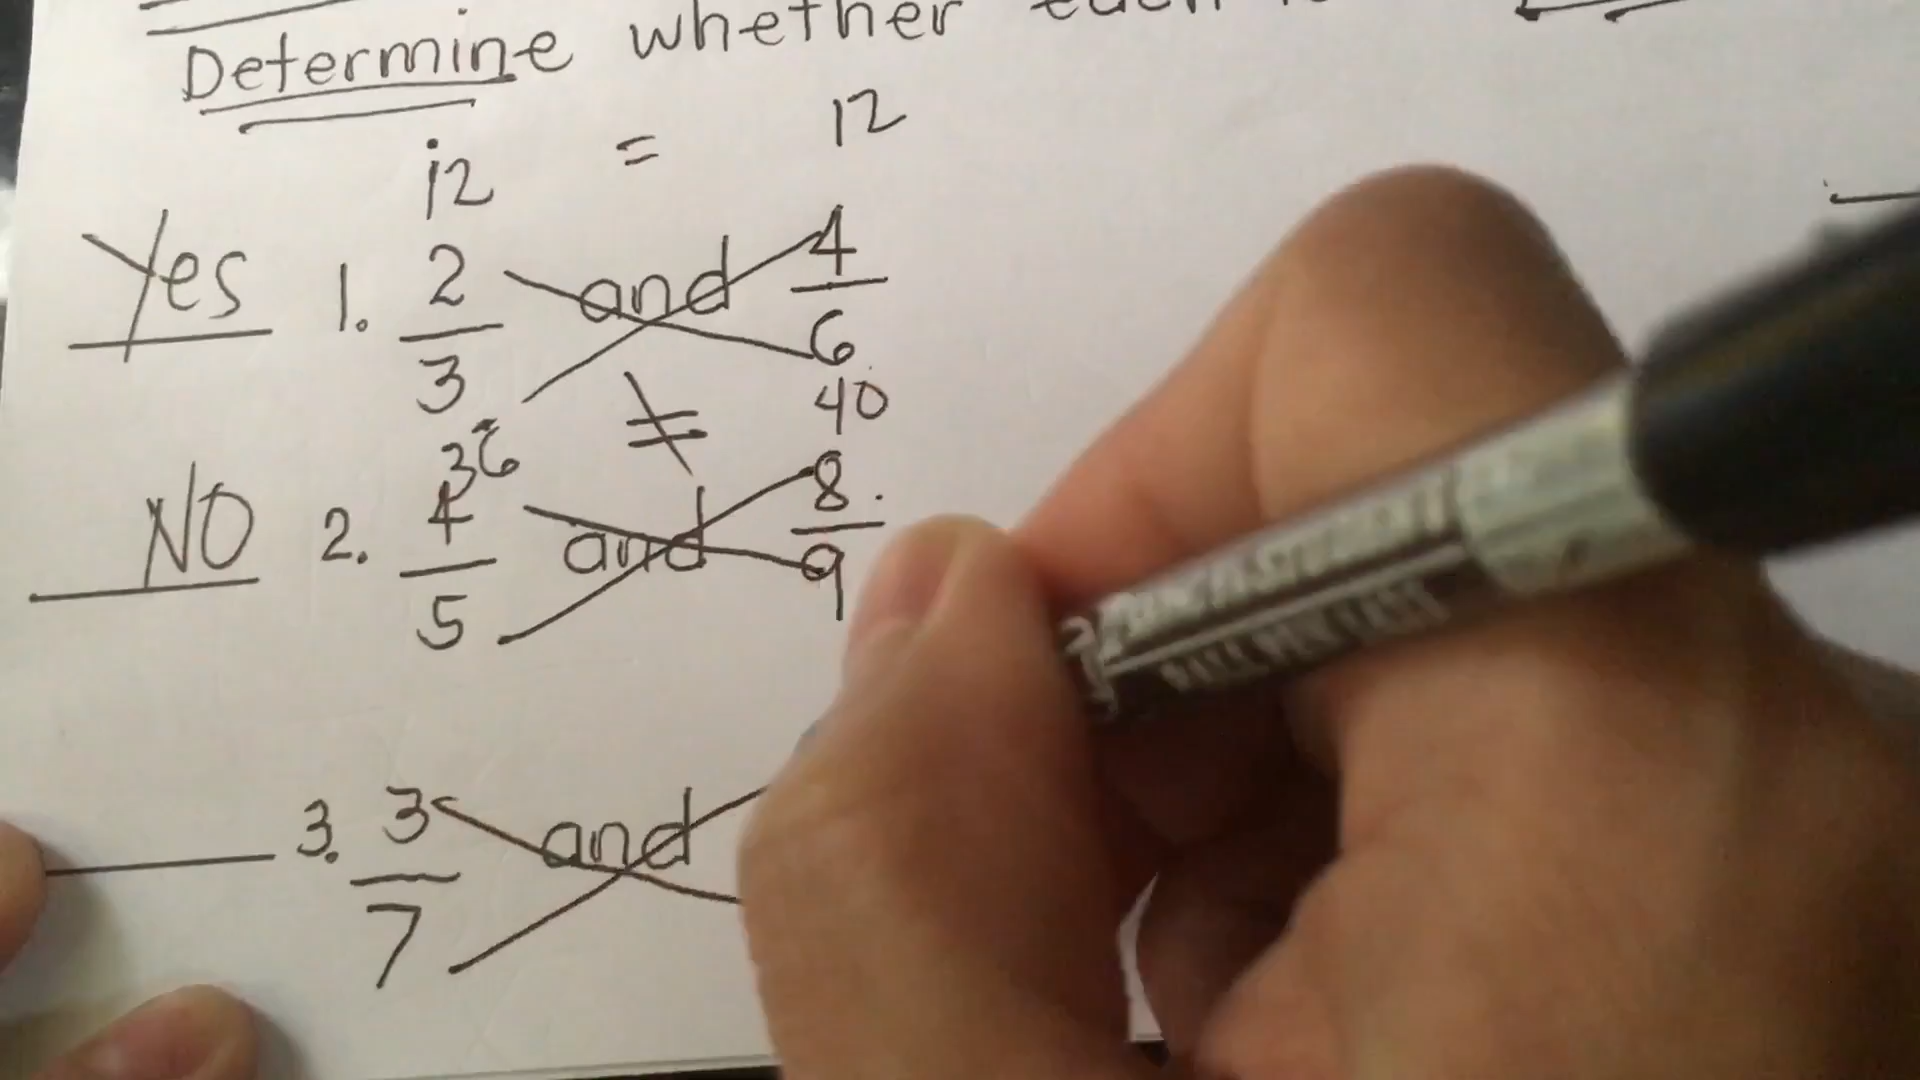 Determine whether each
12 = 12
Yes 1. 2/3 and 4/6
36 ≠ 40
NO 2. 4/5 and 8/9
3. 3/7 and